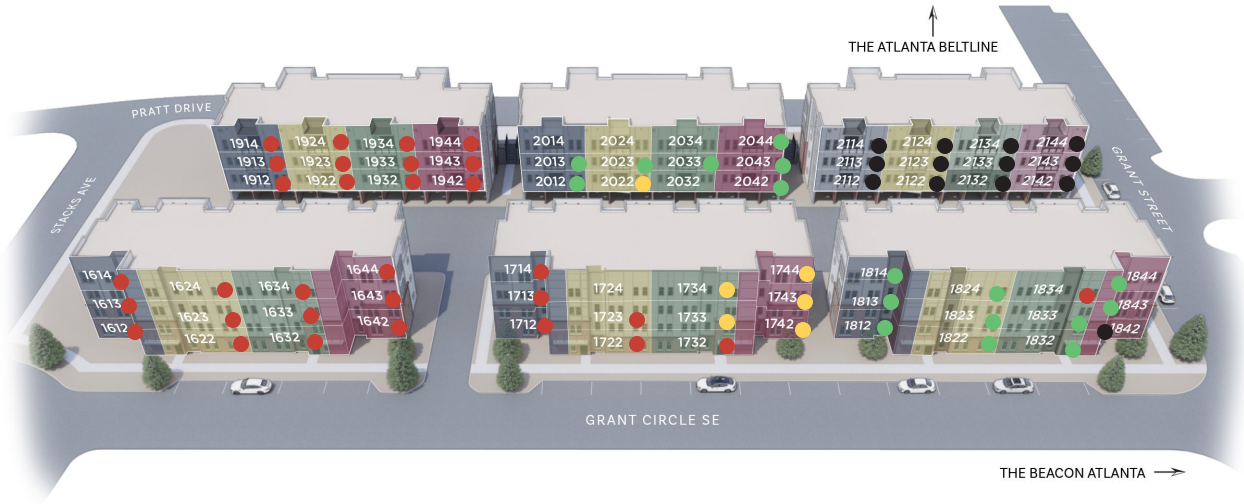 THE ATLANTA BELTLINE
PRATT DRIVE
STACKS AVE
GRANT STREET
1914 1924 1934 1944
1913 1923 1933 1943
1912 1922 1932 1942
2014 2024 2034 2044
2013 2023 2033 2043
2012 2022 2032 2042
2114 2124 2134 2144
2113 2123 2133 2143
2112 2122 2132 2142
1614 1624 1634 1644
1613 1623 1633 1643
1612 1622 1632 1642
1714 1724 1734 1744
1713 1723 1733 1743
1712 1722 1732 1742
1814 1824 1834 1844
1813 1823 1833 1843
1812 1822 1832 1842
GRANT CIRCLE SE
THE BEACON ATLANTA